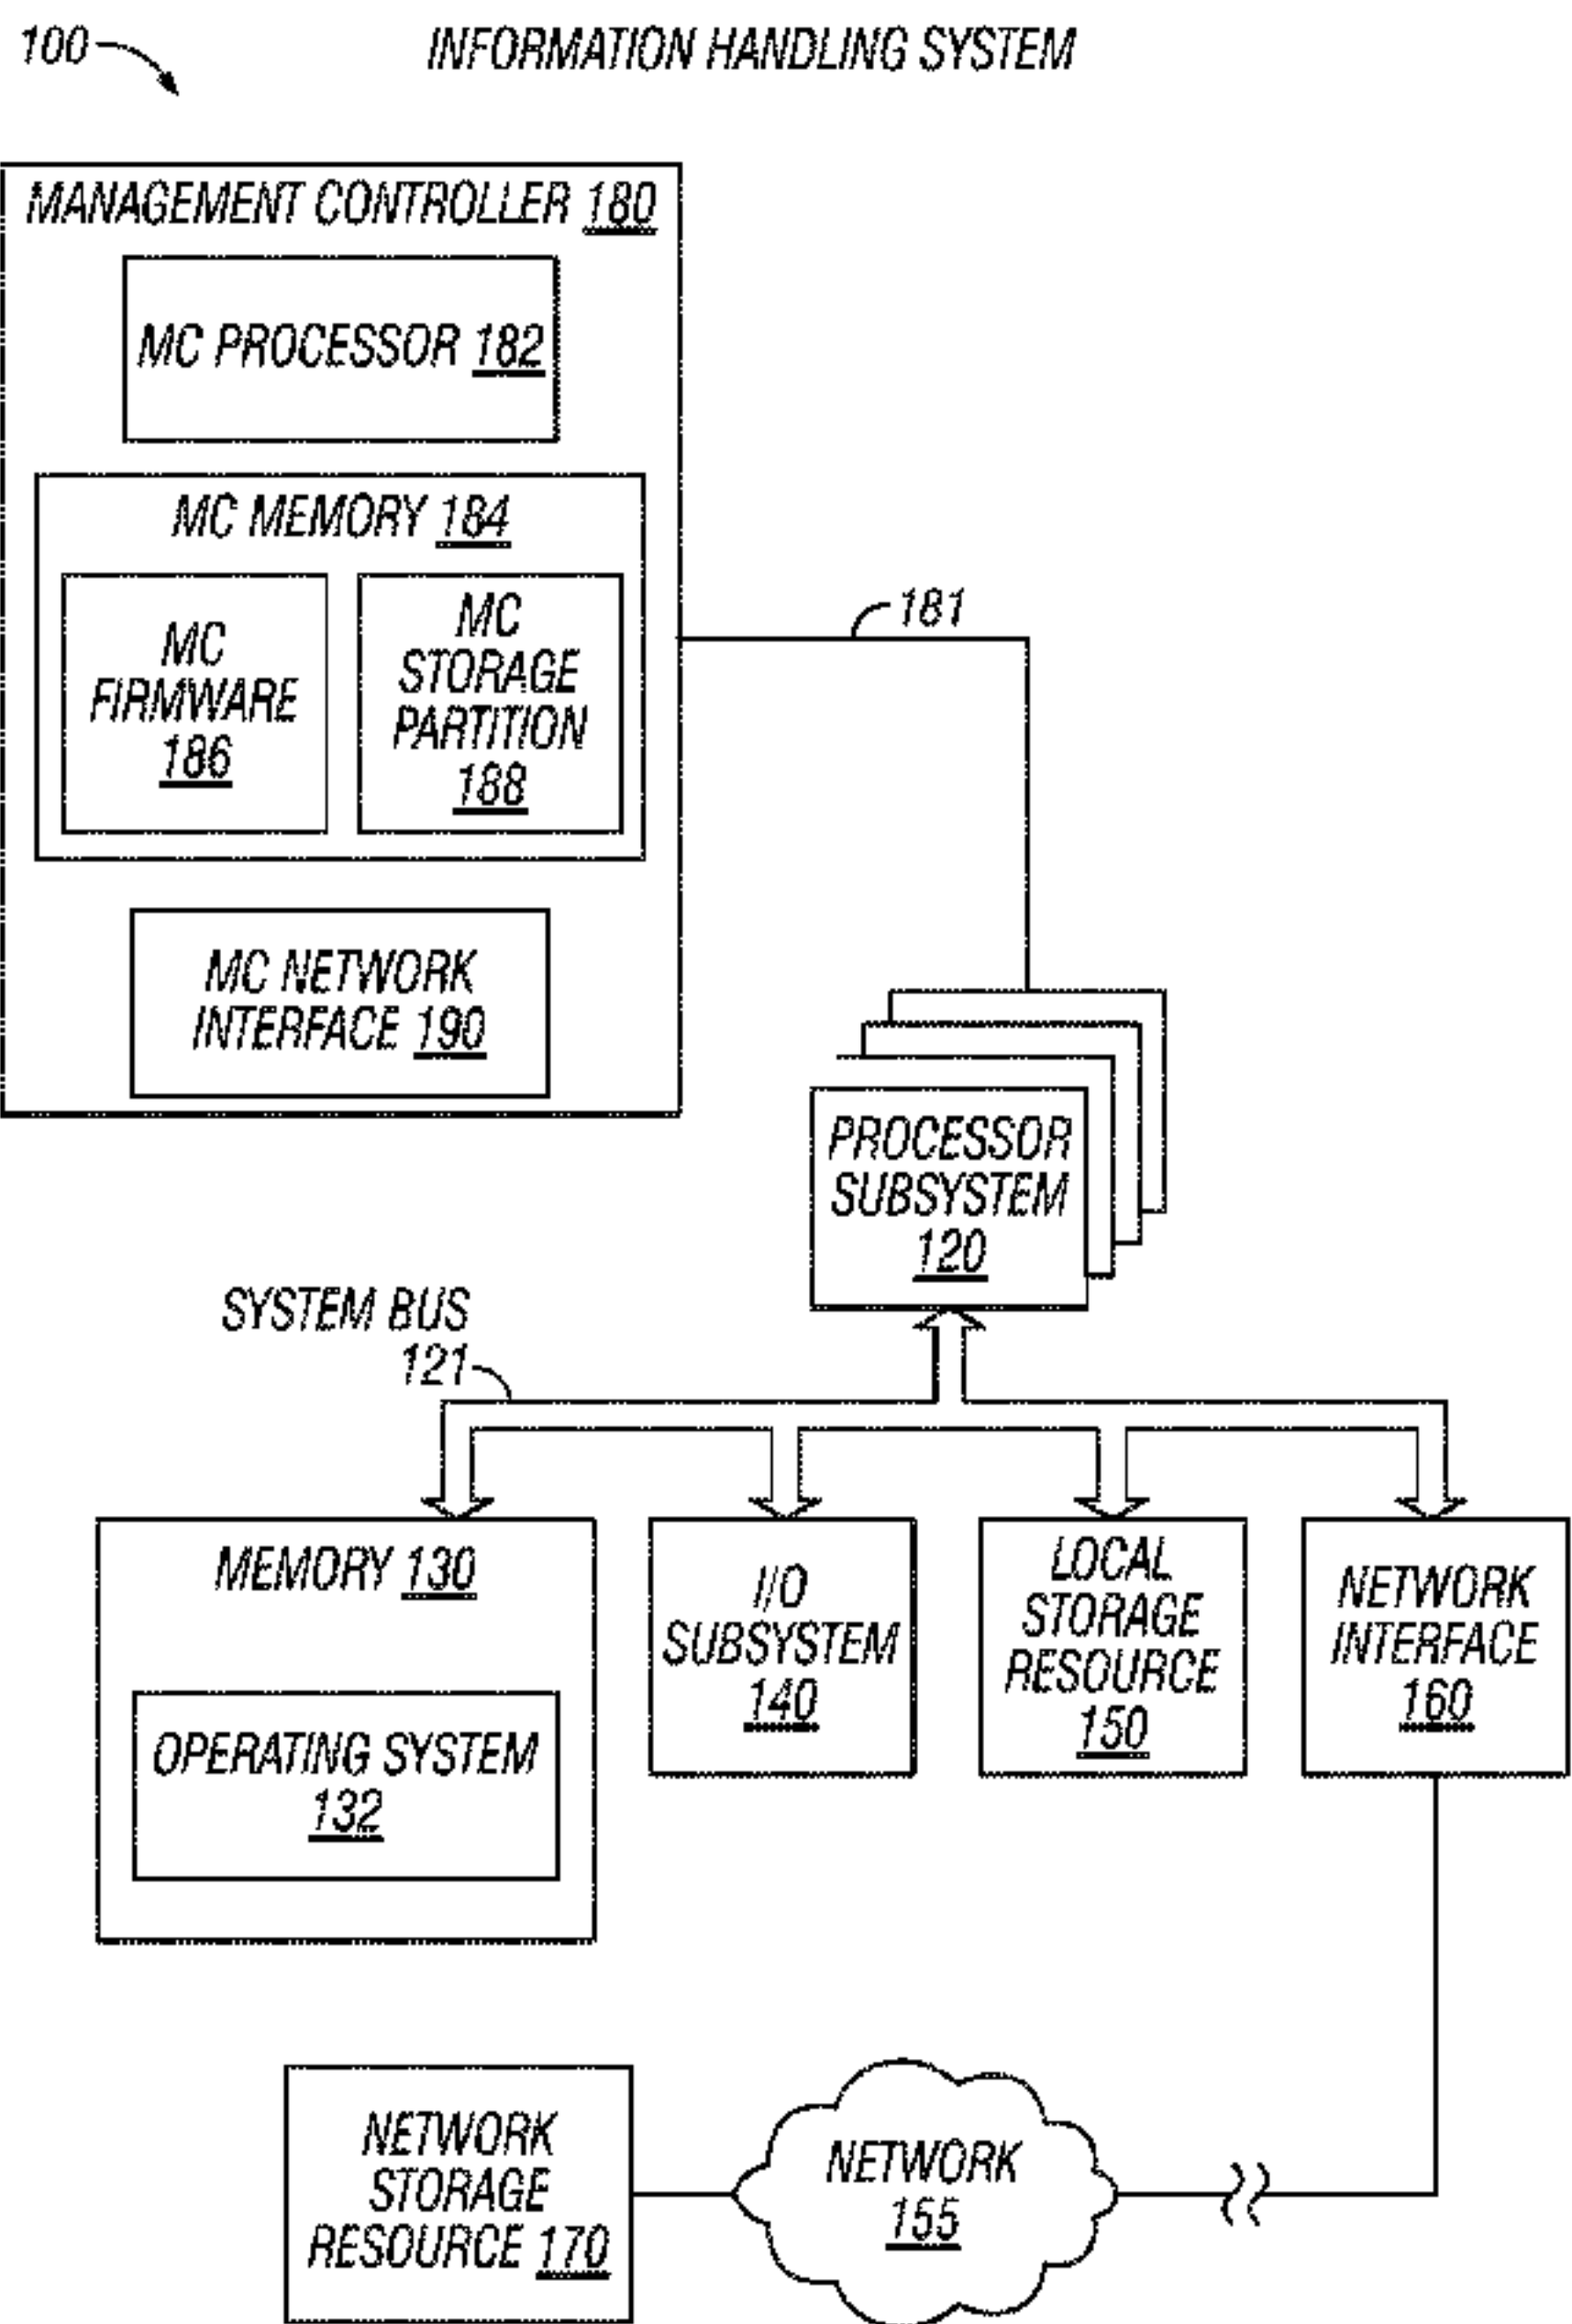 100
INFORMATION HANDLING SYSTEM
MANAGEMENT CONTROLLER 180
MC PROCESSOR 182
MC MEMORY 184
MC
FIRMWARE
186
MC
STORAGE
PARTITION
188
181
MC NETWORK
INTERFACE 190
PROCESSOR
SUBSYSTEM
120
SYSTEM BUS
121
MEMORY 130
OPERATING SYSTEM
132
I/O
SUBSYSTEM
140
LOCAL
STORAGE
RESOURCE
150
NETWORK
INTERFACE
160
NETWORK
STORAGE
RESOURCE 170
NETWORK
155